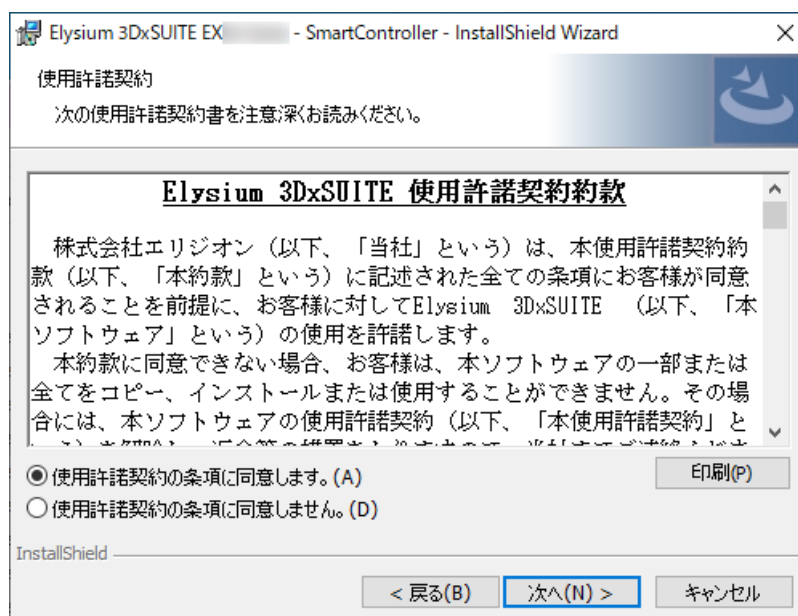 Elysium 3DxSUITE EX - SmartController - InstallShield Wizard
使用許諾契約
次の使用許諾契約書を注意深くお読みください。
Elysium 3DxSUITE 使用許諾契約約款
株式会社エリジオン（以下、「当社」という）は、本使用許諾契約約
款（以下、「本約款」という）に記述された全ての条項にお客様が同意
されることを前提に、お客様に対してElysium 3DxSUITE （以下、「本
ソフトウェア」という）の使用を許諾します。
本約款に同意できない場合、お客様は、本ソフトウェアの一部または
全てをコピー、インストールまたは使用することができません。その場
合には、本ソフトウェアの使用許諾契約（以下、「本使用許諾契約」と
使用許諾契約の条項に同意します。(A)
印刷(P)
使用許諾契約の条項に同意しません。(D)
InstallShield
< 戻る(B)
次へ(N) >
キャンセル